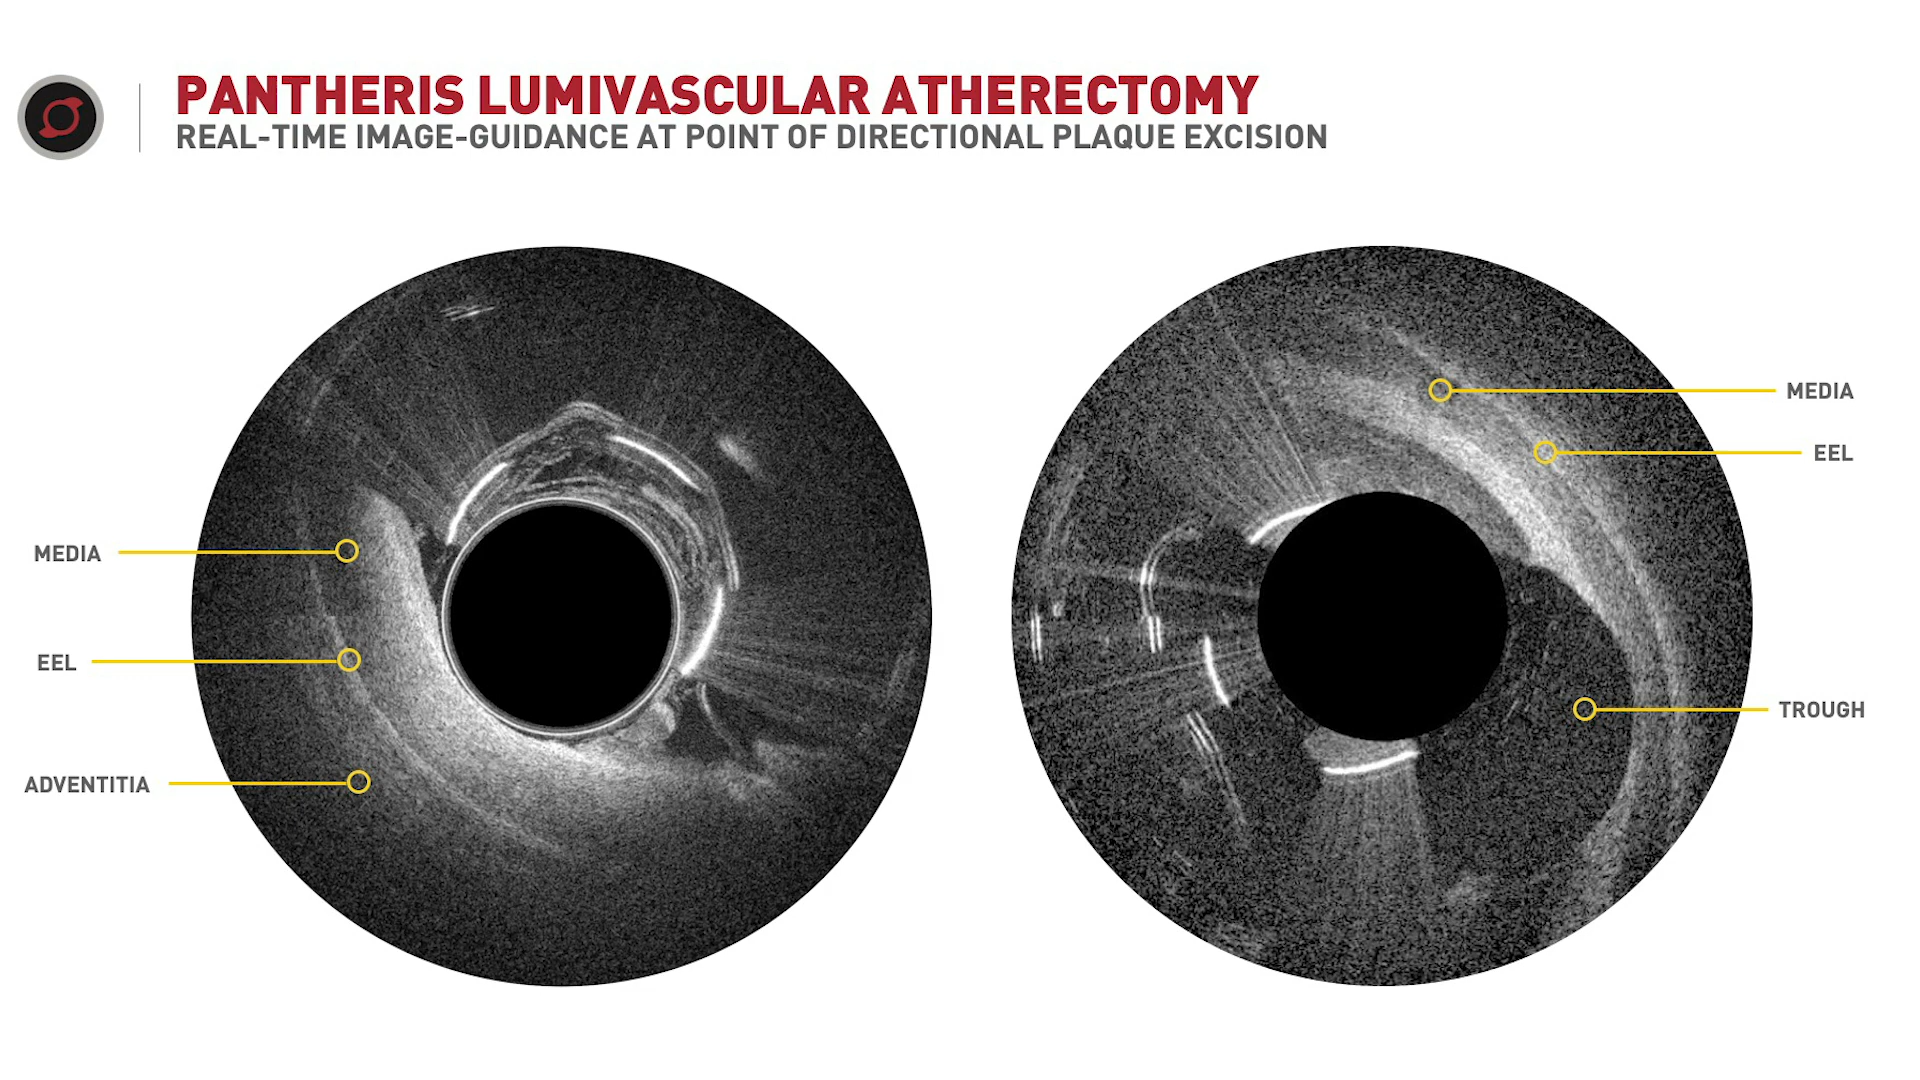 PANTHERIS LUMIVASCULAR ATHERECTOMY
REAL-TIME IMAGE-GUIDANCE AT POINT OF DIRECTIONAL PLAQUE EXCISION
MEDIA
EEL
ADVENTITIA
MEDIA
EEL
TROUGH